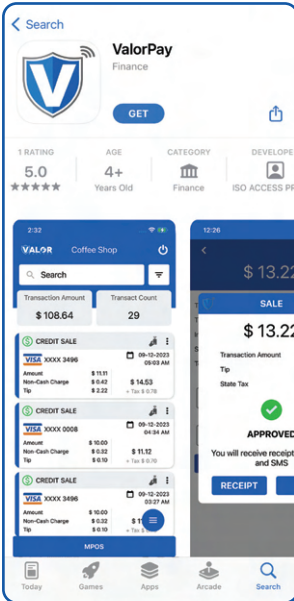 Search
ValorPay
Finance
GET
1 RATING AGE CATEGORY DEVELOPE
5.0 4+
Years Old Finance ISO ACCESS PR
2:32
VALOR Coffee Shop
Search
Transaction Amount Transact Count
$ 108.64 29
CREDIT SALE
VISA XXXX 3496 09-12-2023
05:03 AM
Amount $ 11.11
Non-Cash Charge $ 0.42 $ 14.53
Tip $ 2.22 + Tax $ 0.78
CREDIT SALE
VISA XXXX 0008 09-12-2023
04:34 AM
Amount $ 10.00
Non-Cash Charge $ 0.32 $ 11.12
Tip $ 0.10 + Tax $ 0.70
CREDIT SALE
VISA XXXX 3496 09-12-2023
03:27 AM
Amount $ 10.00
Non-Cash Charge $ 0.32
Tip $ 0.10
MPOS
12:26
$ 13.22
SALE
$ 13.22
Transaction Amount
Tip
State Tax
APPROVED
You will receive receipt
and SMS
RECEIPT
Today Games Apps Arcade Search